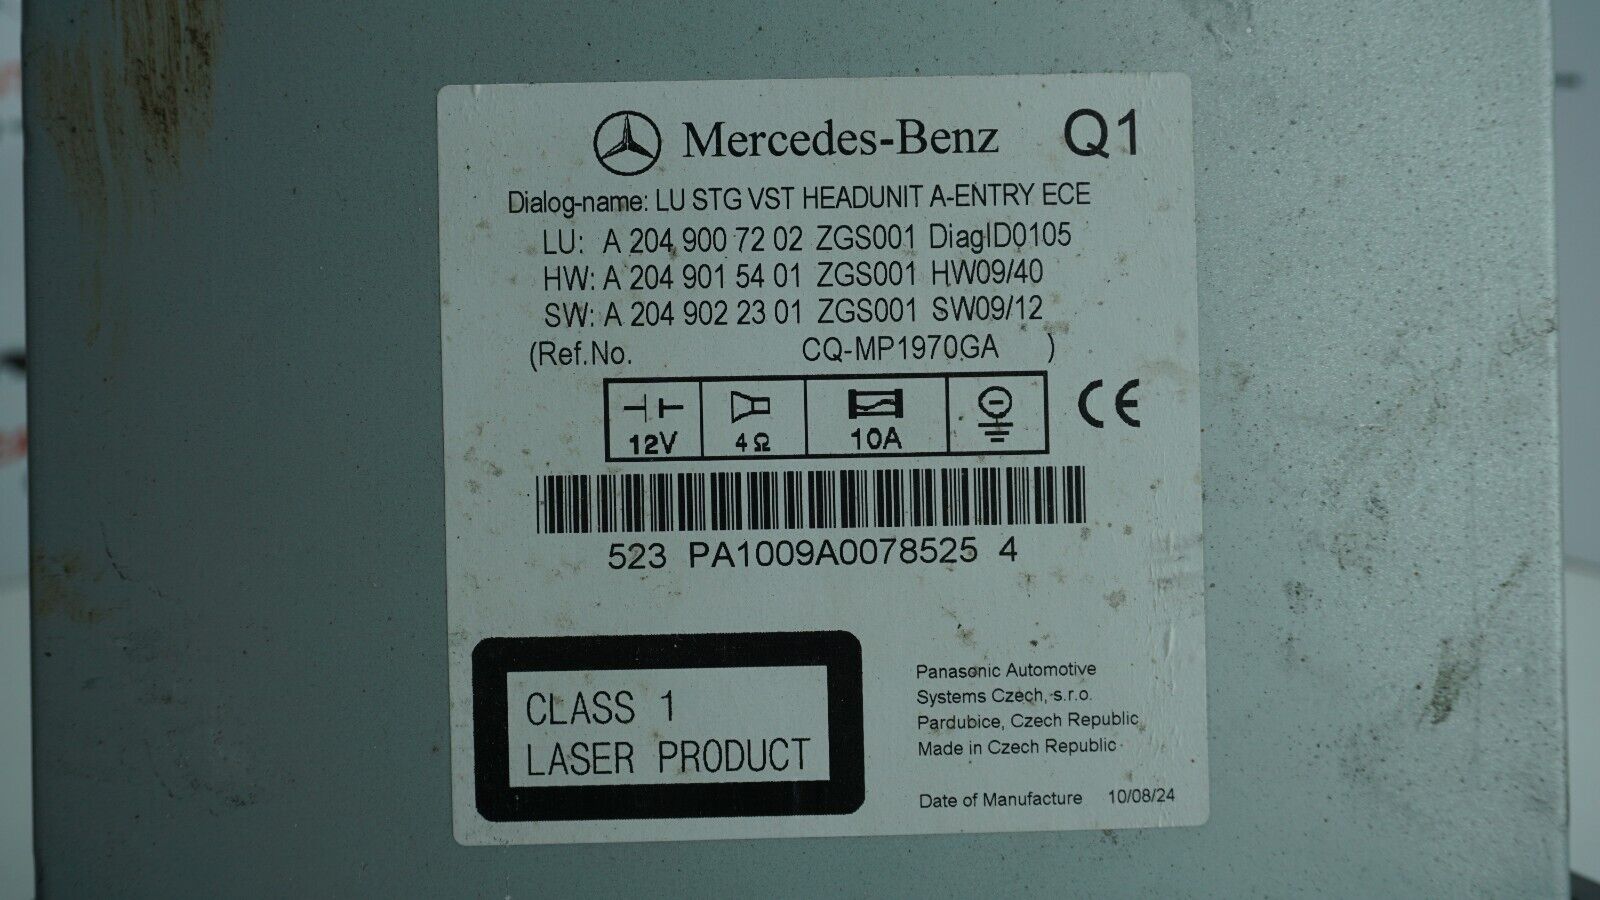 Mercedes-Benz Q1
Dialog-name: LU STG VST HEADUNIT A-ENTRY ECE
LU: A 204 900 72 02 ZGS001 DiagID0105
HW: A 204 901 54 01 ZGS001 HW09/40
SW: A 204 902 23 01 ZGS001 SW09/12
(Ref.No. CQ-MP1970GA )
12V 4Ω 10A CE
523 PA1009A0078525 4
CLASS 1
LASER PRODUCT
Panasonic Automotive
Systems Czech, s.r.o.
Pardubice, Czech Republic
Made in Czech Republic
Date of Manufacture 10/08/24